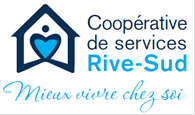 Coopérative
de services
Rive-Sud
Mieux vivre chez soi